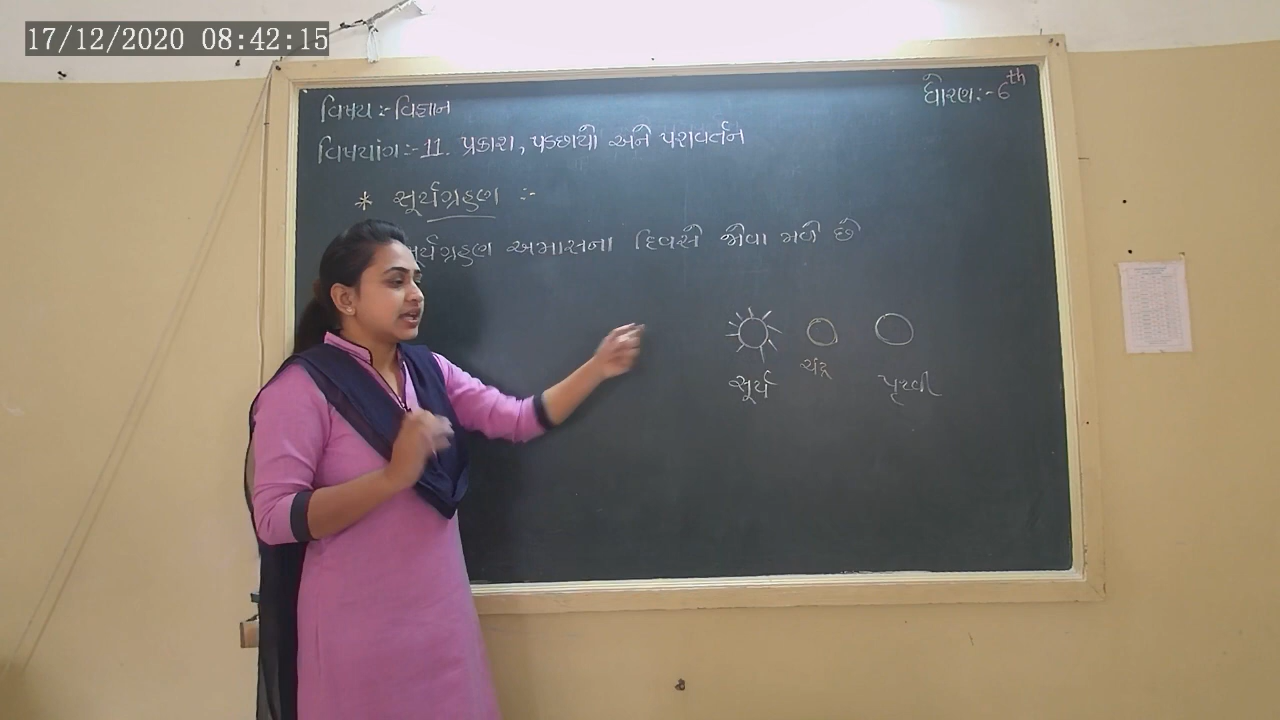 17/12/2020 08:42:15
ધોરણ:-6th
વિષય :- વિજ્ઞાન
વિષયાંગ:- 11. પ્રકાશ, પડછાયો અને પરાવર્તન
* સૂર્યગ્રહણ :-
સૂર્યગ્રહણ અમાસના દિવસે જોવા મળે છે
સૂર્ય ચંદ્ર પૃથ્વી